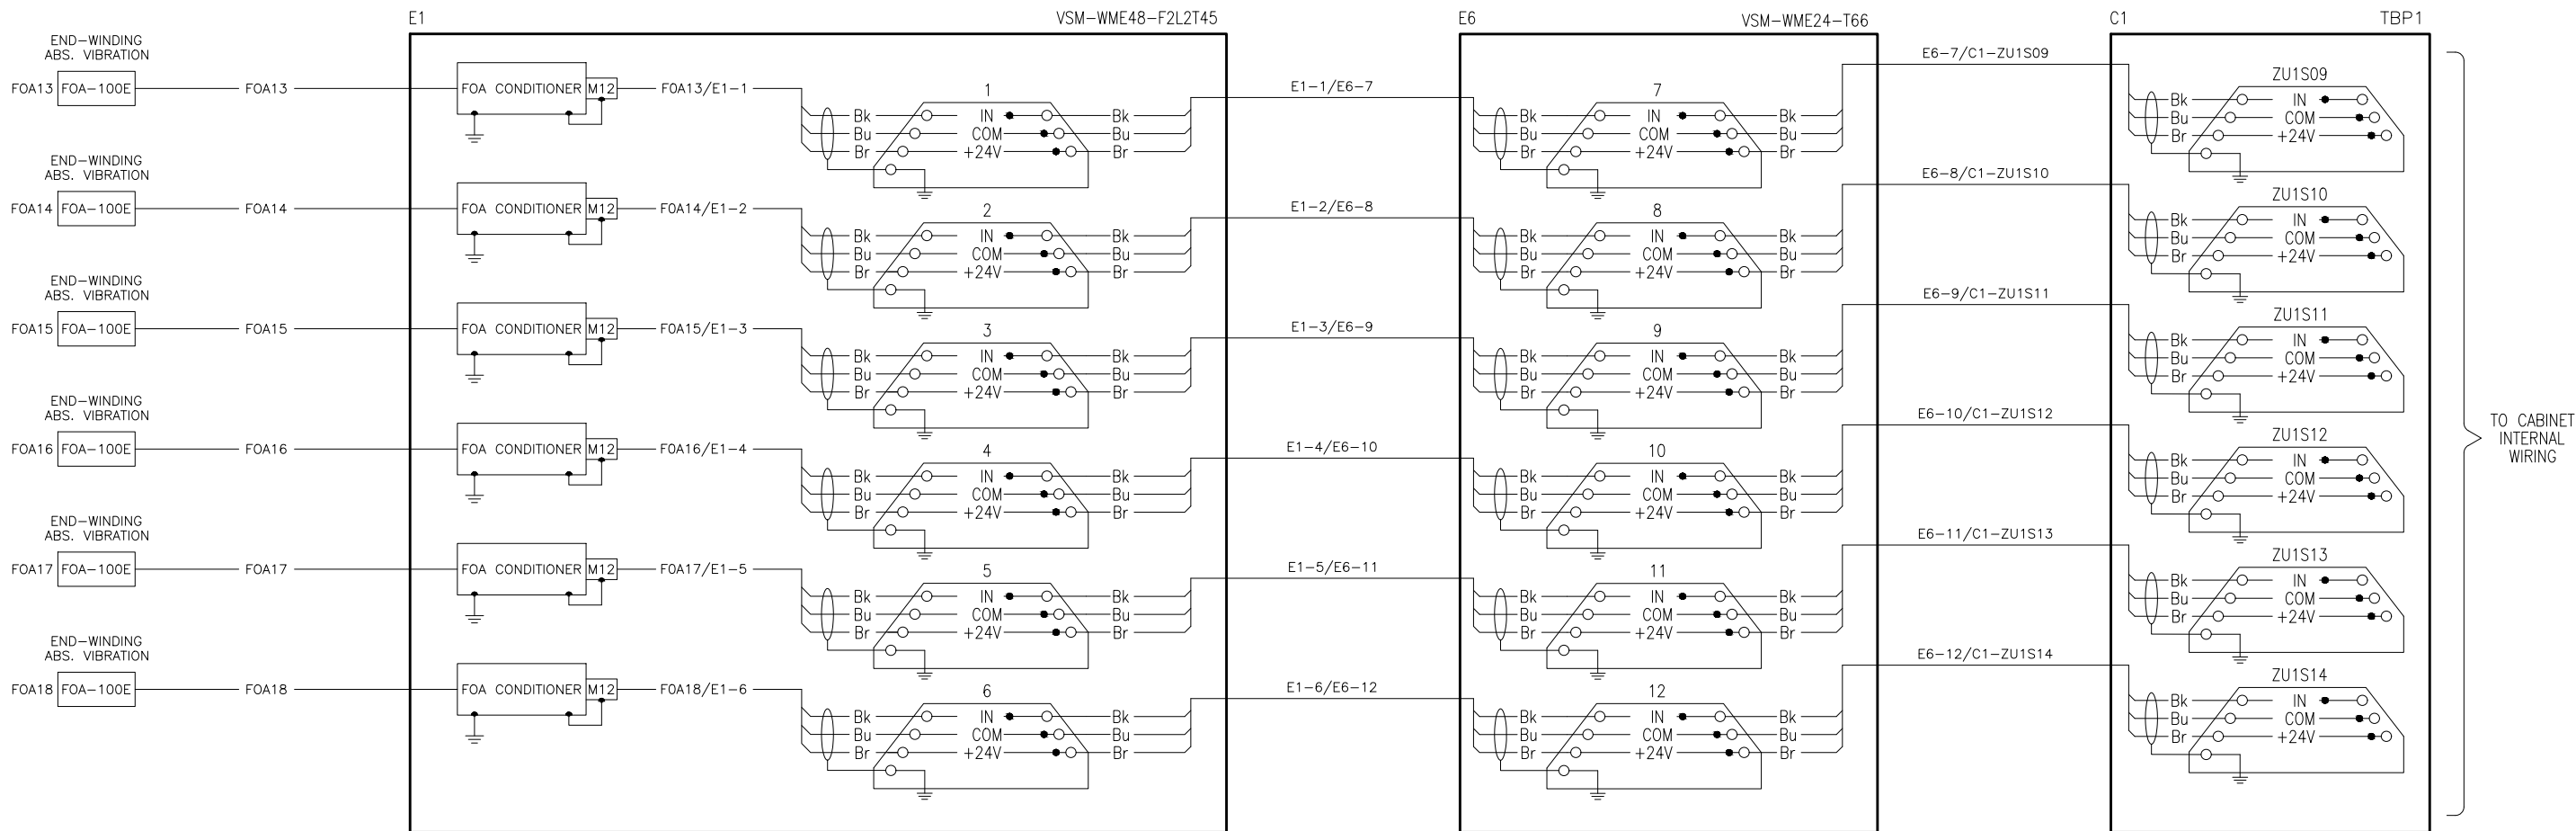 E1 VSM-WME48-F2L2T45 E6 VSM-WME24-T66 C1 TBP1
END-WINDING
ABS. VIBRATION
FOA13 FOA-100E FOA13 FOA CONDITIONER M12 FOA13/E1-1 E1-1/E6-7 E6-7/C1-ZU1S09
1 7 ZU1S09
Bk IN Bk Bk IN Bk Bk IN
Bu COM Bu Bu COM Bu Bu COM
Br +24V Br Br +24V Br Br +24V
END-WINDING
ABS. VIBRATION
FOA14 FOA-100E FOA14 FOA CONDITIONER M12 FOA14/E1-2 E1-2/E6-8 E6-8/C1-ZU1S10
2 8 ZU1S10
Bk IN Bk Bk IN Bk Bk IN
Bu COM Bu Bu COM Bu Bu COM
Br +24V Br Br +24V Br Br +24V
END-WINDING
ABS. VIBRATION
FOA15 FOA-100E FOA15 FOA CONDITIONER M12 FOA15/E1-3 E1-3/E6-9 E6-9/C1-ZU1S11
3 9 ZU1S11
Bk IN Bk Bk IN Bk Bk IN
Bu COM Bu Bu COM Bu Bu COM
Br +24V Br Br +24V Br Br +24V
END-WINDING
ABS. VIBRATION
FOA16 FOA-100E FOA16 FOA CONDITIONER M12 FOA16/E1-4 E1-4/E6-10 E6-10/C1-ZU1S12
4 10 ZU1S12
Bk IN Bk Bk IN Bk Bk IN
Bu COM Bu Bu COM Bu Bu COM
Br +24V Br Br +24V Br Br +24V
END-WINDING
ABS. VIBRATION
FOA17 FOA-100E FOA17 FOA CONDITIONER M12 FOA17/E1-5 E1-5/E6-11 E6-11/C1-ZU1S13
5 11 ZU1S13
Bk IN Bk Bk IN Bk Bk IN
Bu COM Bu Bu COM Bu Bu COM
Br +24V Br Br +24V Br Br +24V
END-WINDING
ABS. VIBRATION
FOA18 FOA-100E FOA18 FOA CONDITIONER M12 FOA18/E1-6 E1-6/E6-12 E6-12/C1-ZU1S14
6 12 ZU1S14
Bk IN Bk Bk IN Bk Bk IN
Bu COM Bu Bu COM Bu Bu COM
Br +24V Br Br +24V Br Br +24V
TO CABINET
INTERNAL
WIRING